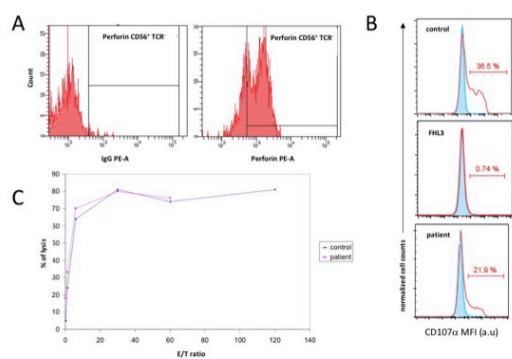 A
B
Perforin CD56⁺ TCR⁻
Perforin CD56⁺ TCR⁻
Count
IgG PE-A
Perforin PE-A
control
36.5 %
FHL3
0.74 %
patient
21.9 %
normalized cell counts
CD107α MFI (a.u)
C
% of lysis
90
80
70
60
50
40
30
20
10
0
0 20 40 60 80 100 120 140
E/T ratio
control
patient